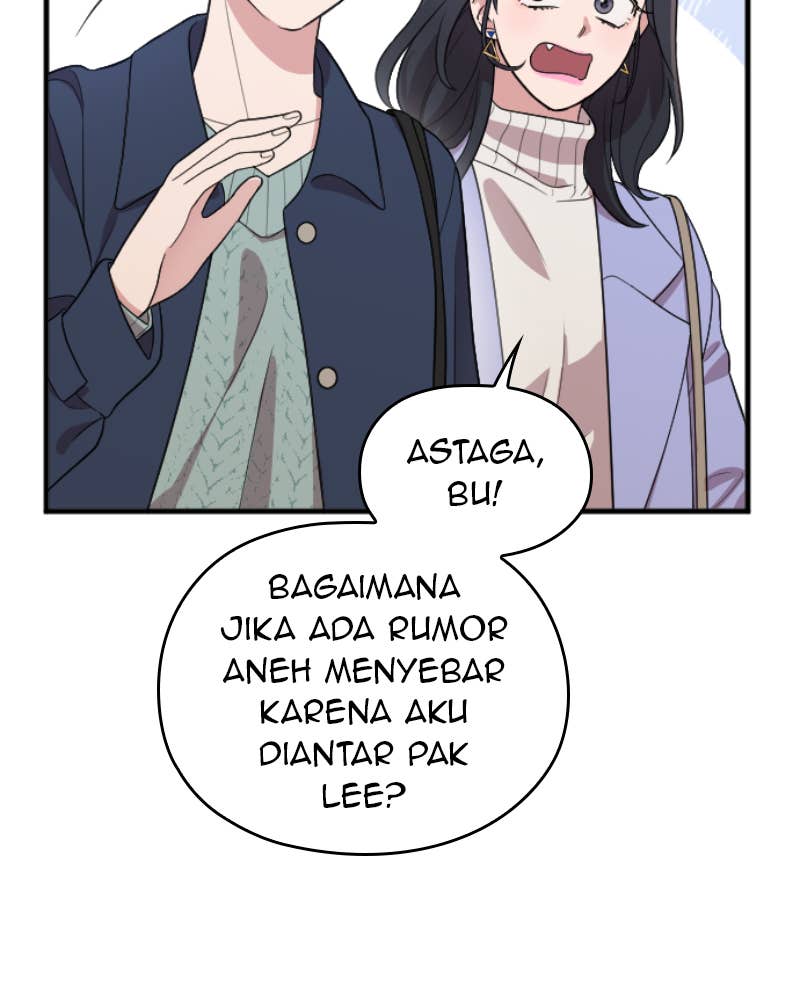 ASTAGA,
BU!
BAGAIMANA
JIKA ADA RUMOR
ANEH MENYEBAR
KARENA AKU
DIANTAR PAK
LEE?